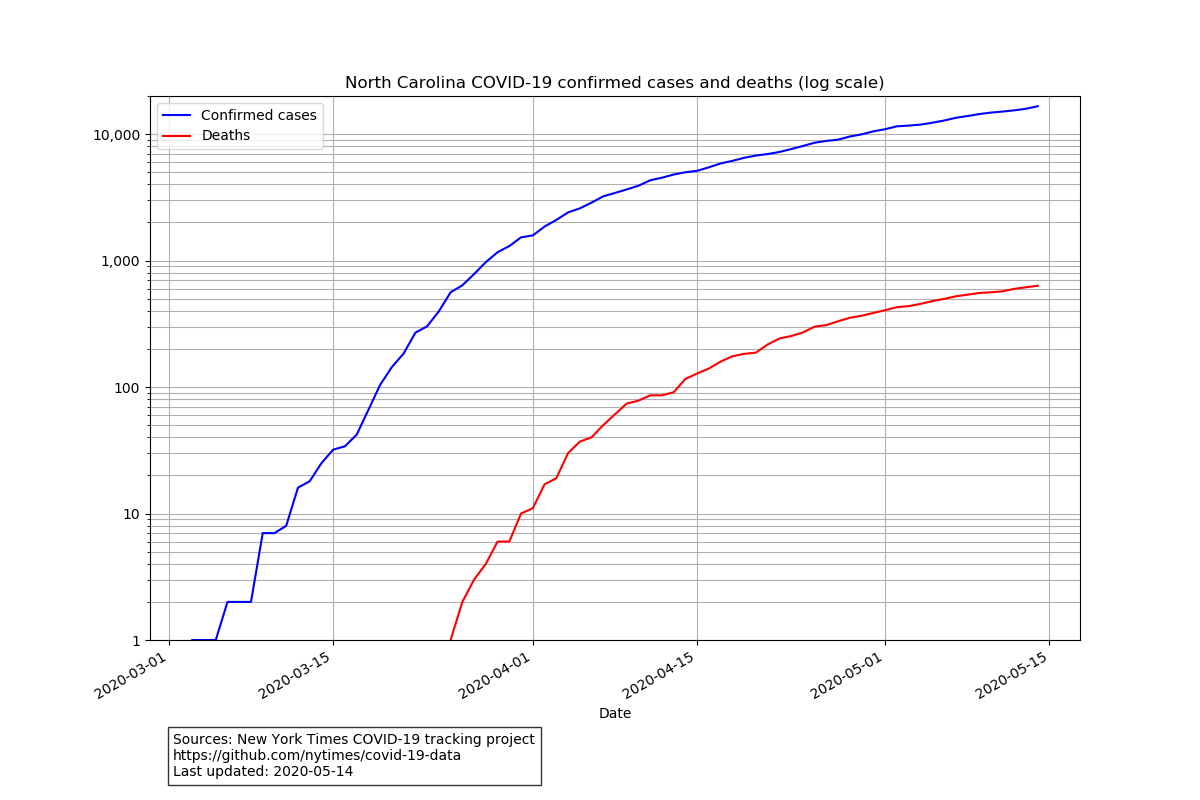 North Carolina COVID-19 confirmed cases and deaths (log scale)
Confirmed cases
Deaths
10,000
1,000
100
10
1
2020-03-01
2020-03-15
2020-04-01
2020-04-15
2020-05-01
2020-05-15
Date
Sources: New York Times COVID-19 tracking project
https://github.com/nytimes/covid-19-data
Last updated: 2020-05-14